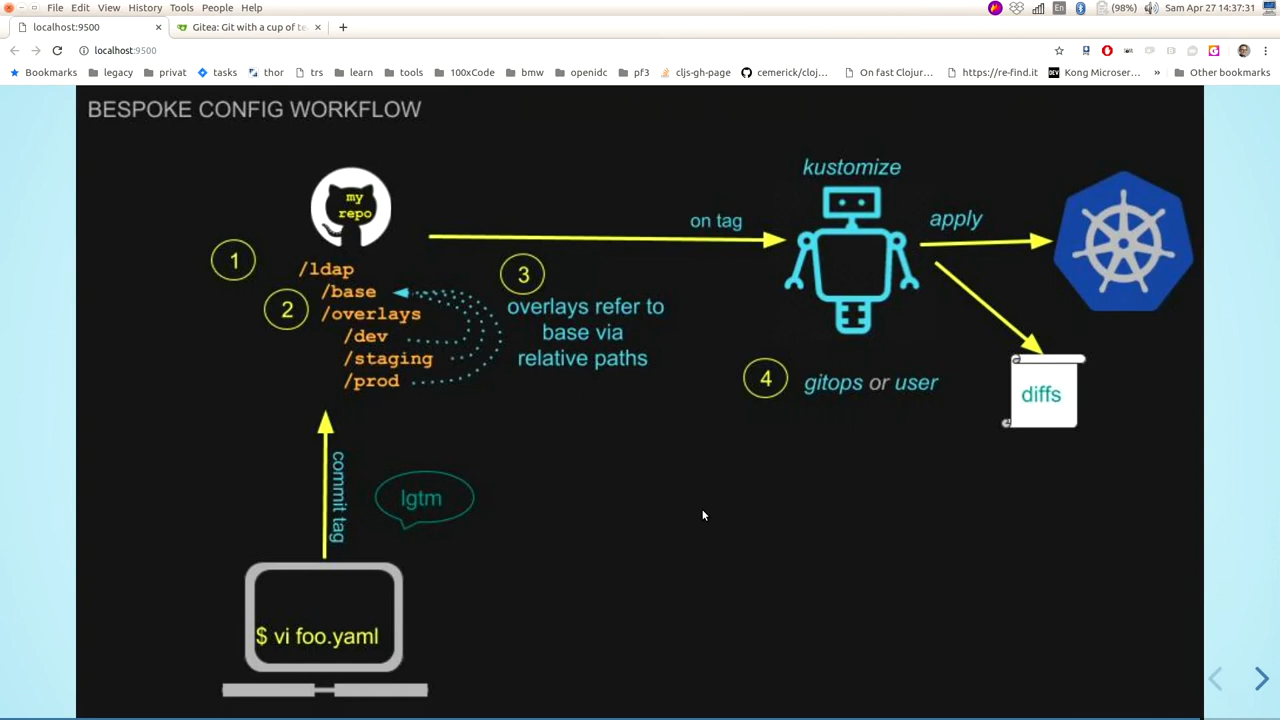 File Edit View History Tools People Help
En (98%) Sam Apr 27 14:37:31
localhost:9500
Gitea: Git with a cup of te
localhost:9500
Bookmarks legacy privat tasks thor trs learn tools 100xCode bmw openidc pf3 cljs-gh-page cemerick/cloj... On fast Clojur... https://re-find.it DEV Kong Microser... » Other bookmarks
BESPOKE CONFIG WORKFLOW
my
repo
kustomize
on tag
apply
1
/ldap
3
2
/base
/overlays
/dev
/staging
/prod
overlays refer to
base via
relative paths
4
gitops or user
diffs
commit tag
lgtm
$ vi foo.yaml